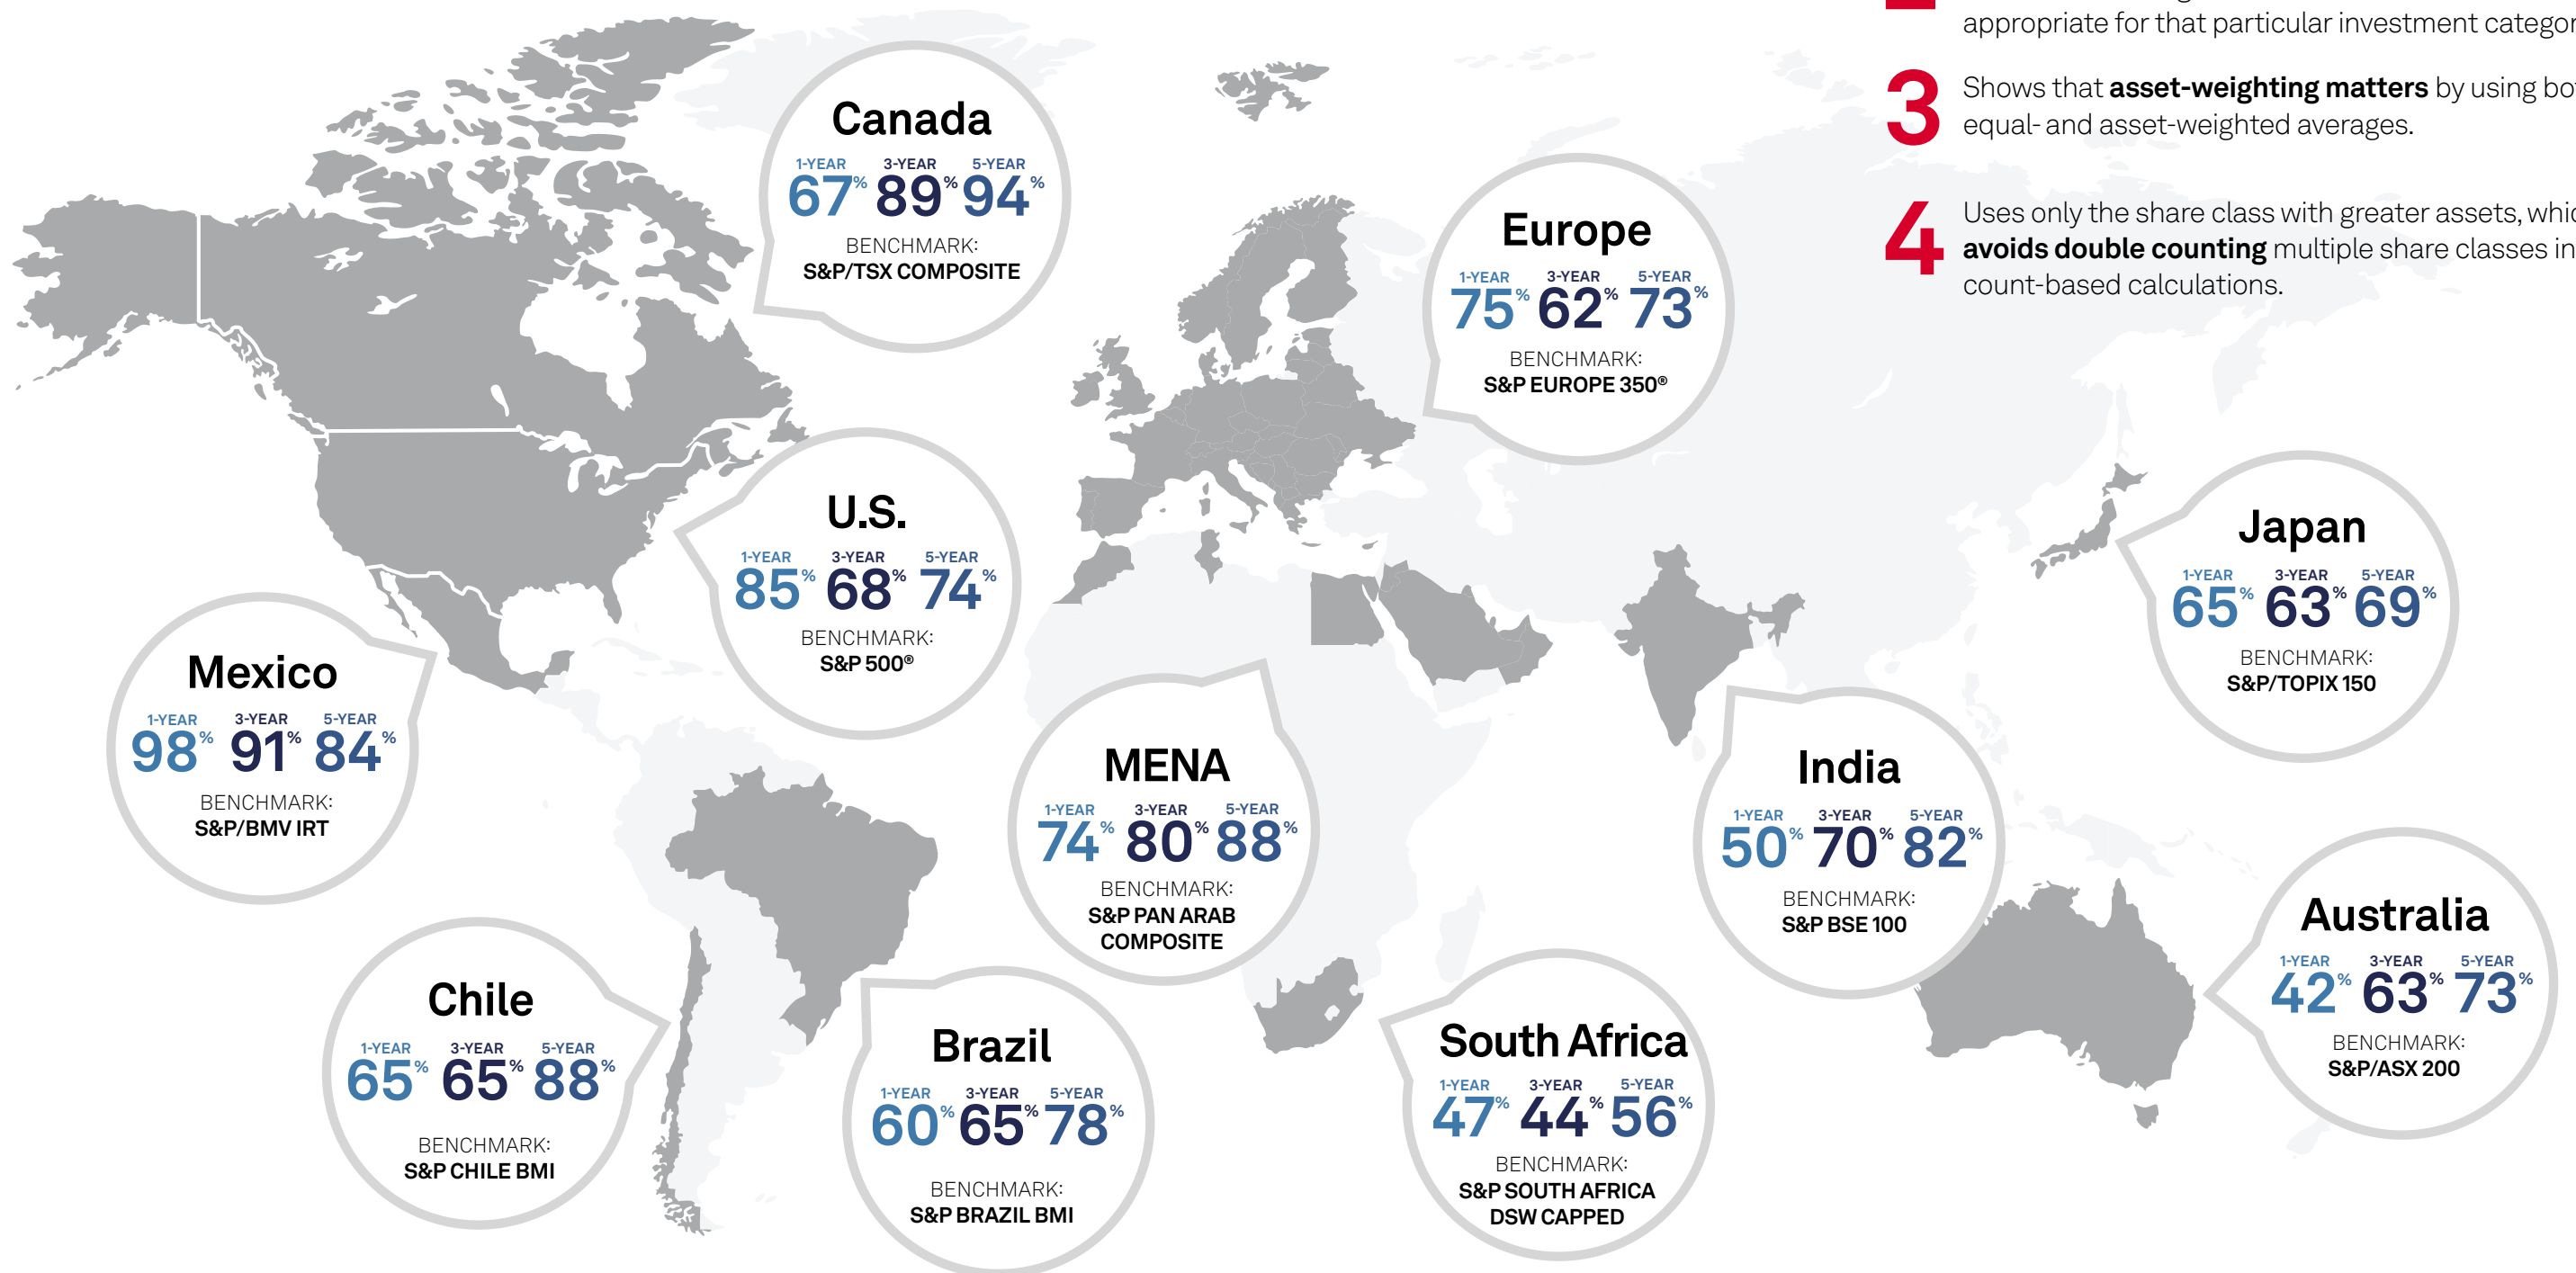 appropriate for that particular investment
3
Shows that asset-weighting matters by using
equal- and asset-weighted averages.
4
Uses only the share class with greater assets,
avoids double counting multiple share classes in
count-based calculations.
Canada
1-YEAR 3-YEAR 5-YEAR
67% 89% 94%
BENCHMARK:
S&P/TSX COMPOSITE
Europe
1-YEAR 3-YEAR 5-YEAR
75% 62% 73%
BENCHMARK:
S&P EUROPE 350®
U.S.
1-YEAR 3-YEAR 5-YEAR
85% 68% 74%
BENCHMARK:
S&P 500®
Japan
1-YEAR 3-YEAR 5-YEAR
65% 63% 69%
BENCHMARK:
S&P/TOPIX 150
Mexico
1-YEAR 3-YEAR 5-YEAR
98% 91% 84%
BENCHMARK:
S&P/BMV IRT
MENA
1-YEAR 3-YEAR 5-YEAR
74% 80% 88%
BENCHMARK:
S&P PAN ARAB
COMPOSITE
India
1-YEAR 3-YEAR 5-YEAR
50% 70% 82%
BENCHMARK:
S&P BSE 100
Australia
1-YEAR 3-YEAR 5-YEAR
42% 63% 73%
BENCHMARK:
S&P/ASX 200
Chile
1-YEAR 3-YEAR 5-YEAR
65% 65% 88%
BENCHMARK:
S&P CHILE BMI
Brazil
1-YEAR 3-YEAR 5-YEAR
60% 65% 78%
BENCHMARK:
S&P BRAZIL BMI
South Africa
1-YEAR 3-YEAR 5-YEAR
47% 44% 56%
BENCHMARK:
S&P SOUTH AFRICA
DSW CAPPED